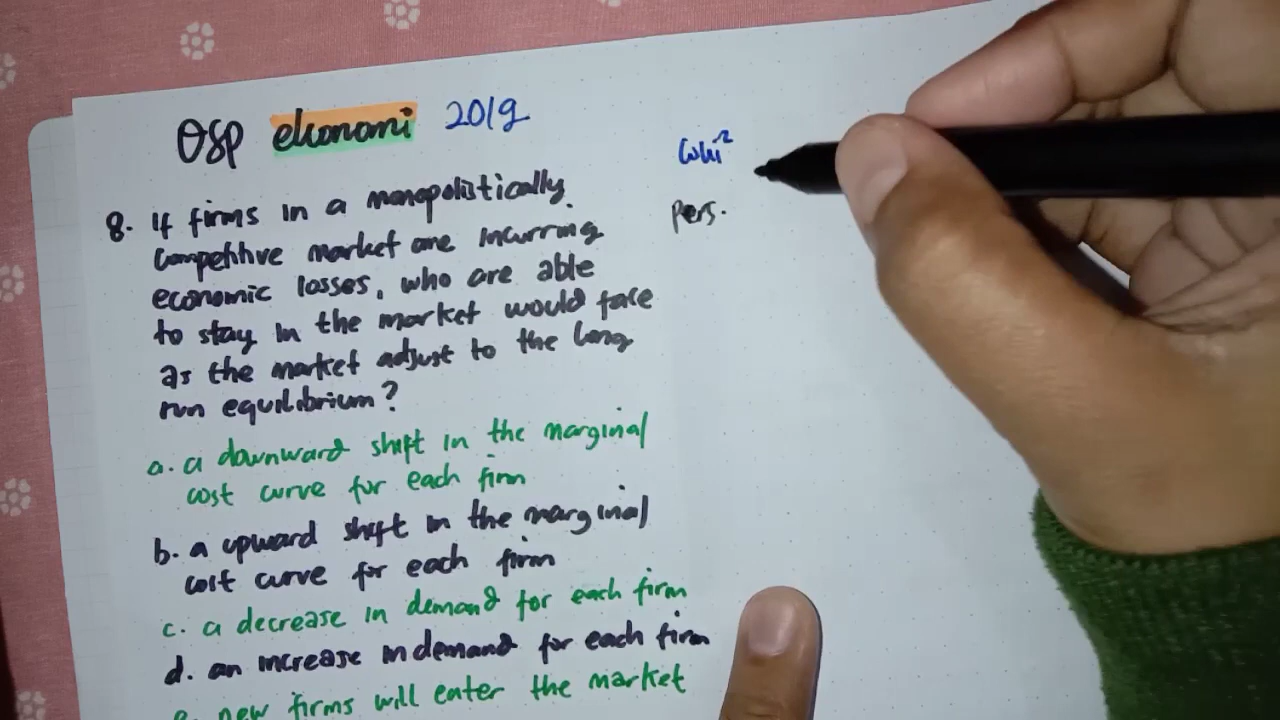 OSP ekonomi 2019
8. If firms in a monopolistically
competitive market are incurring
economic losses, who are able
to stay in the market would face
as the market adjust to the long
run equilibrium?
a. a downward shift in the marginal
cost curve for each firm
b. a upward shift in the marginal
cost curve for each firm
c. a decrease in demand for each firm
d. an increase in demand for each firm
e. new firms will enter the market
Pers.